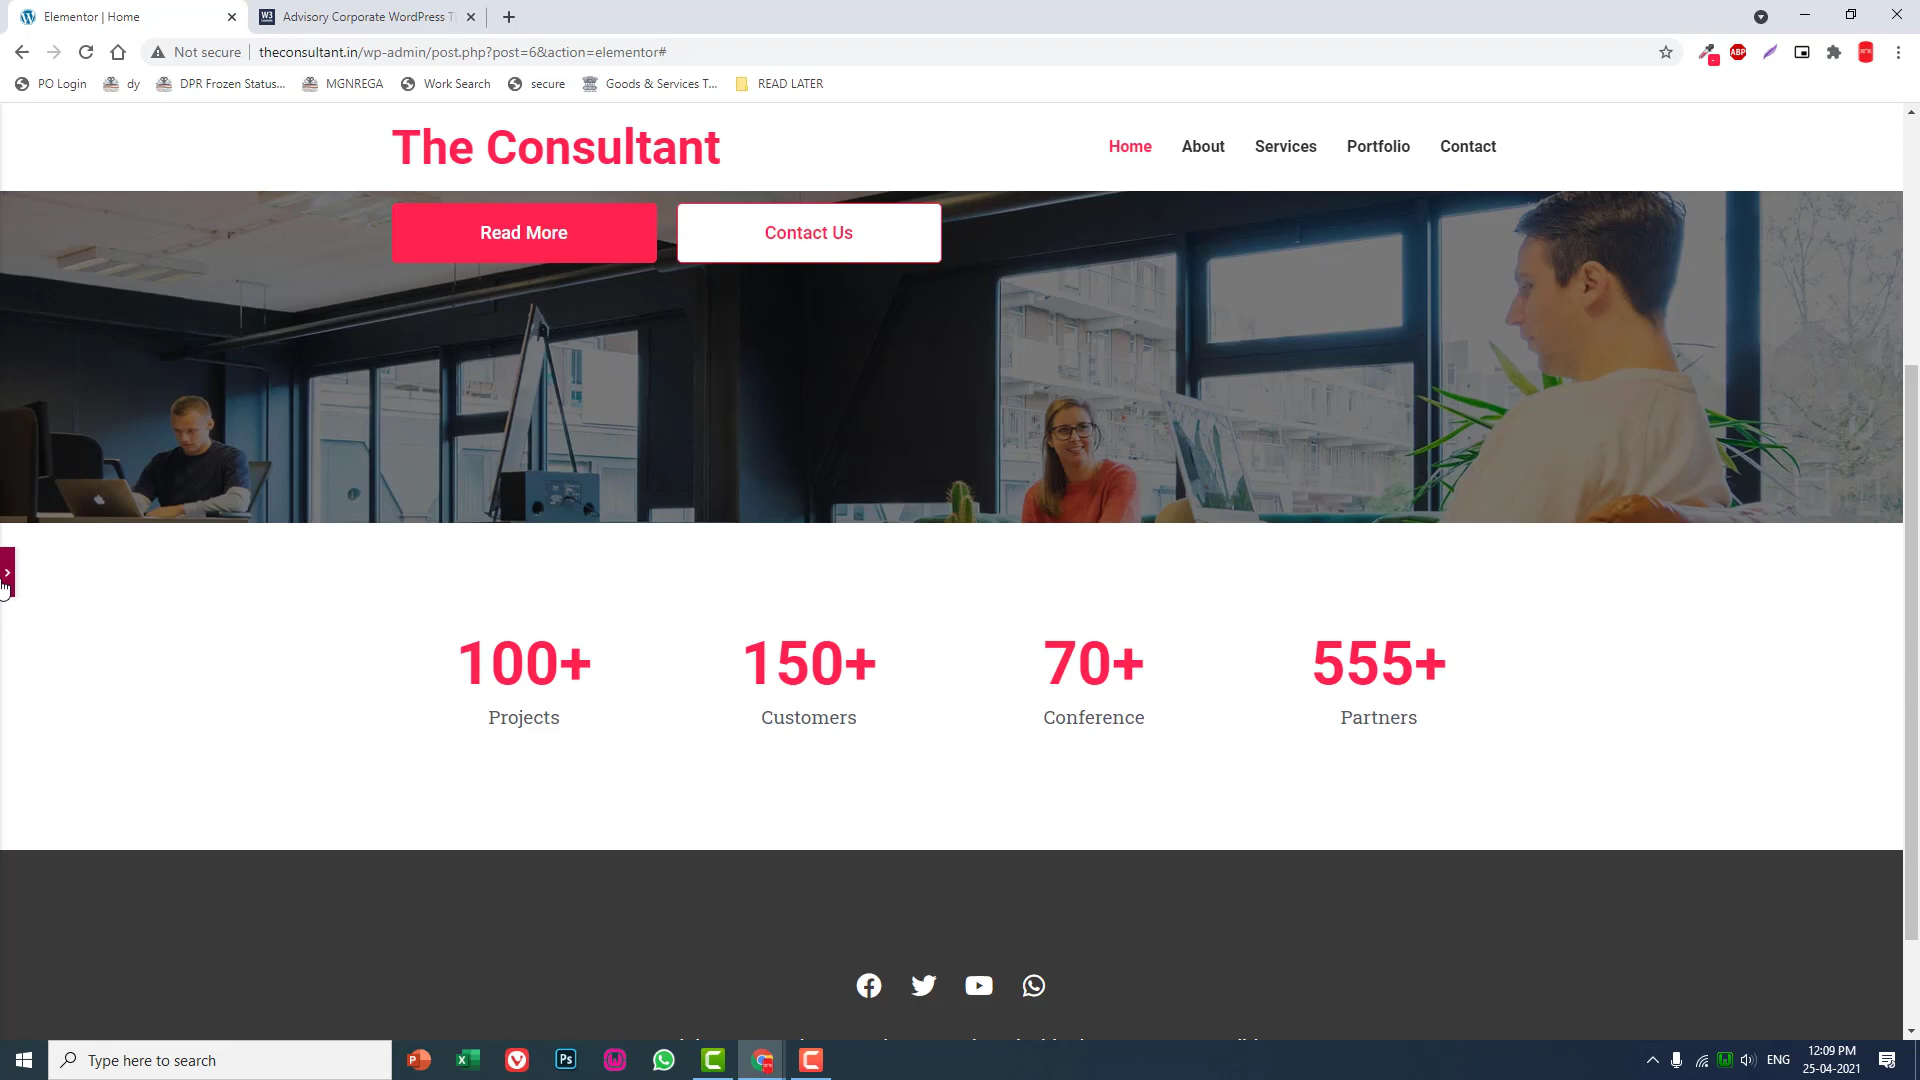 Elementor | Home
Advisory Corporate WordPress T
Not secure
theconsultant.in/wp-admin/post.php?post=6&action=elementor#
ABP
PO Login
dy
DPR Frozen Status...
MGNREGA
Work Search
secure
Goods & Services T...
READ LATER
The Consultant
Home
About
Services
Portfolio
Contact
Read More
Contact Us
100+
150+
70+
555+
Projects
Customers
Conference
Partners
Type here to search
ENG
12:09 PM
25-04-2021